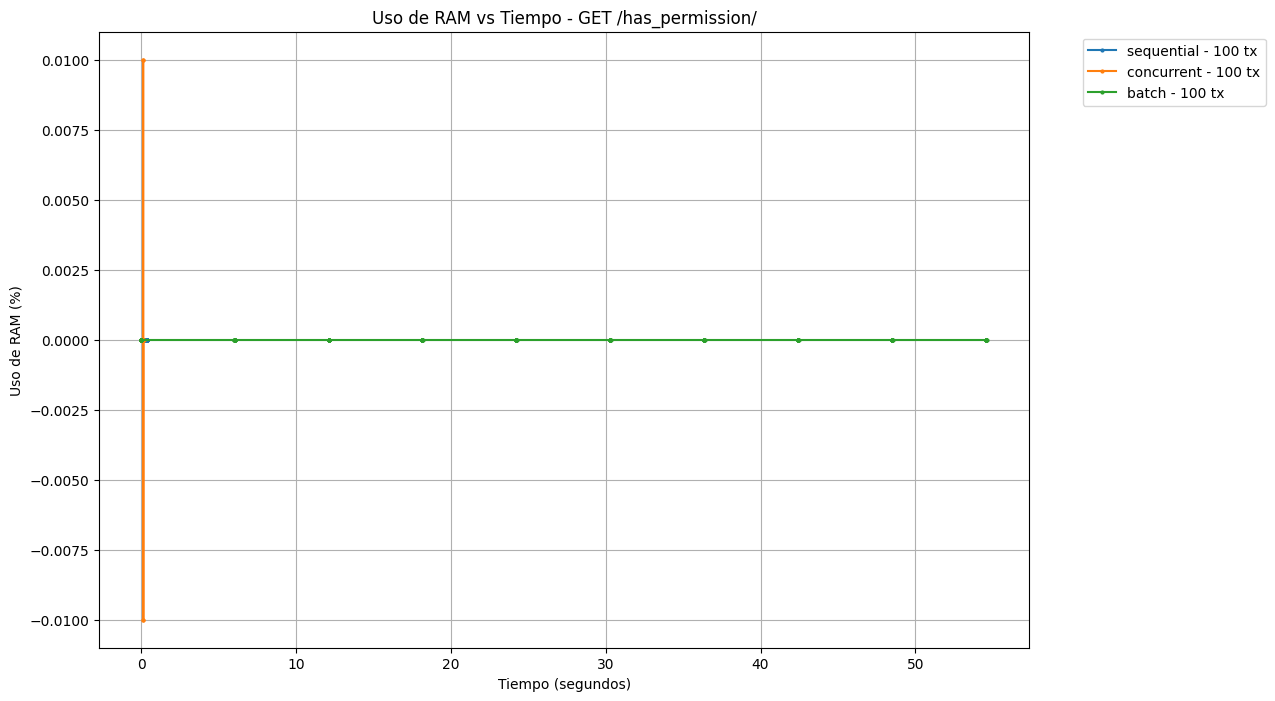 Uso de RAM vs Tiempo - GET /has_permission/
sequential - 100 tx
concurrent - 100 tx
batch - 100 tx
Uso de RAM (%)
0.0100
0.0075
0.0050
0.0025
0.0000
−0.0025
−0.0050
−0.0075
−0.0100
0 10 20 30 40 50
Tiempo (segundos)